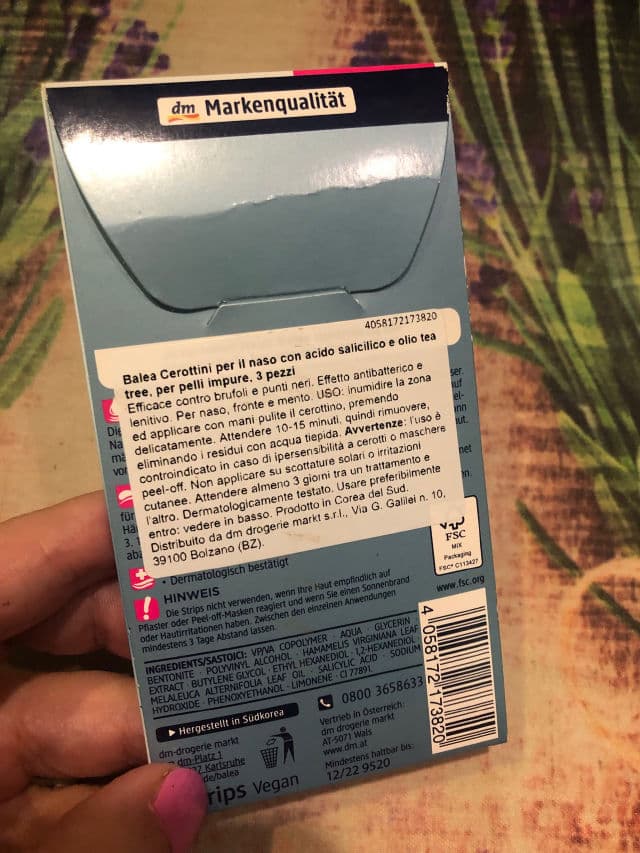 dm Markenqualität
4058172173820
Balea Cerottini per il naso con acido salicilico e olio tea
tree, per pelli impure, 3 pezzi
Efficace contro brufoli e punti neri. Effetto antibatterico e
lenitivo. Per naso, fronte e mento. USO: inumidire la zona
ed applicare con mani pulite il cerottino, premendo
delicatamente. Attendere 10-15 minuti, quindi rimuovere,
eliminando i residui con acqua tiepida. Avvertenze: l'uso è
controindicato in caso di ipersensibilità a cerotti o maschere
peel-off. Non applicare su scottature solari o irritazioni
cutanee. Attendere almeno 3 giorni tra un trattamento e
l'altro. Dermatologicamente testato. Usare preferibilmente
entro: vedere in basso. Prodotto in Corea del Sud.
Distribuito da dm drogerie markt s.r.l., Via G. Galilei n. 10,
39100 Bolzano (BZ).
FSC
MIX
Packaging
FSC® C113427
www.fsc.org
• Dermatologisch bestätigt
HINWEIS
Die Strips nicht verwenden, wenn Ihre Haut empfindlich auf
Pflaster oder Peel-off-Masken reagiert und wenn Sie einen Sonnenbrand
oder Hautirritationen haben. Zwischen den einzelnen Anwendungen
mindestens 3 Tage Abstand lassen.
INGREDIENTS/SASTOJCI: VP/VA COPOLYMER · AQUA · GLYCERIN
BENTONITE · POLYVINYL ALCOHOL · HAMAMELIS VIRGINIANA LEAF
EXTRACT · BUTYLENE GLYCOL · ETHYL HEXANEDIOL · 1,2-HEXANEDIOL ·
MELALEUCA ALTERNIFOLIA LEAF OIL · SALICYLIC ACID · SODIUM
HYDROXIDE · PHENOXYETHANOL · LIMONENE · CI 77891.
Hergestellt in Südkorea
dm-drogerie markt
dm-Platz 1
Karlsruhe
de/balea
0800 3658633
Vertrieb in Österreich:
dm drogerie markt
AT-5071 Wals
www.dm.at
Mindestens haltbar bis:
12/22 9520
4 058172 173820
Vegan